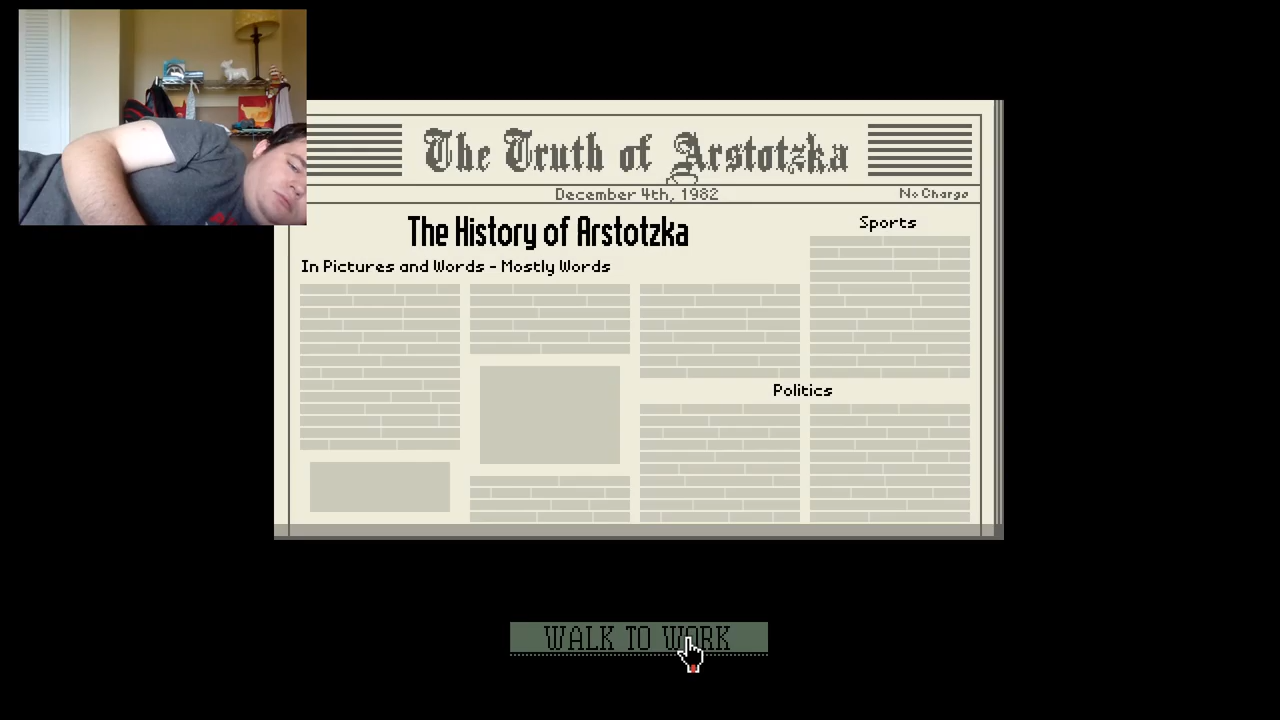 The Truth of Arstotzka
December 4th, 1982
No Charge
The History of Arstotzka
In Pictures and Words - Mostly Words
Sports
Politics
WALK TO WORK